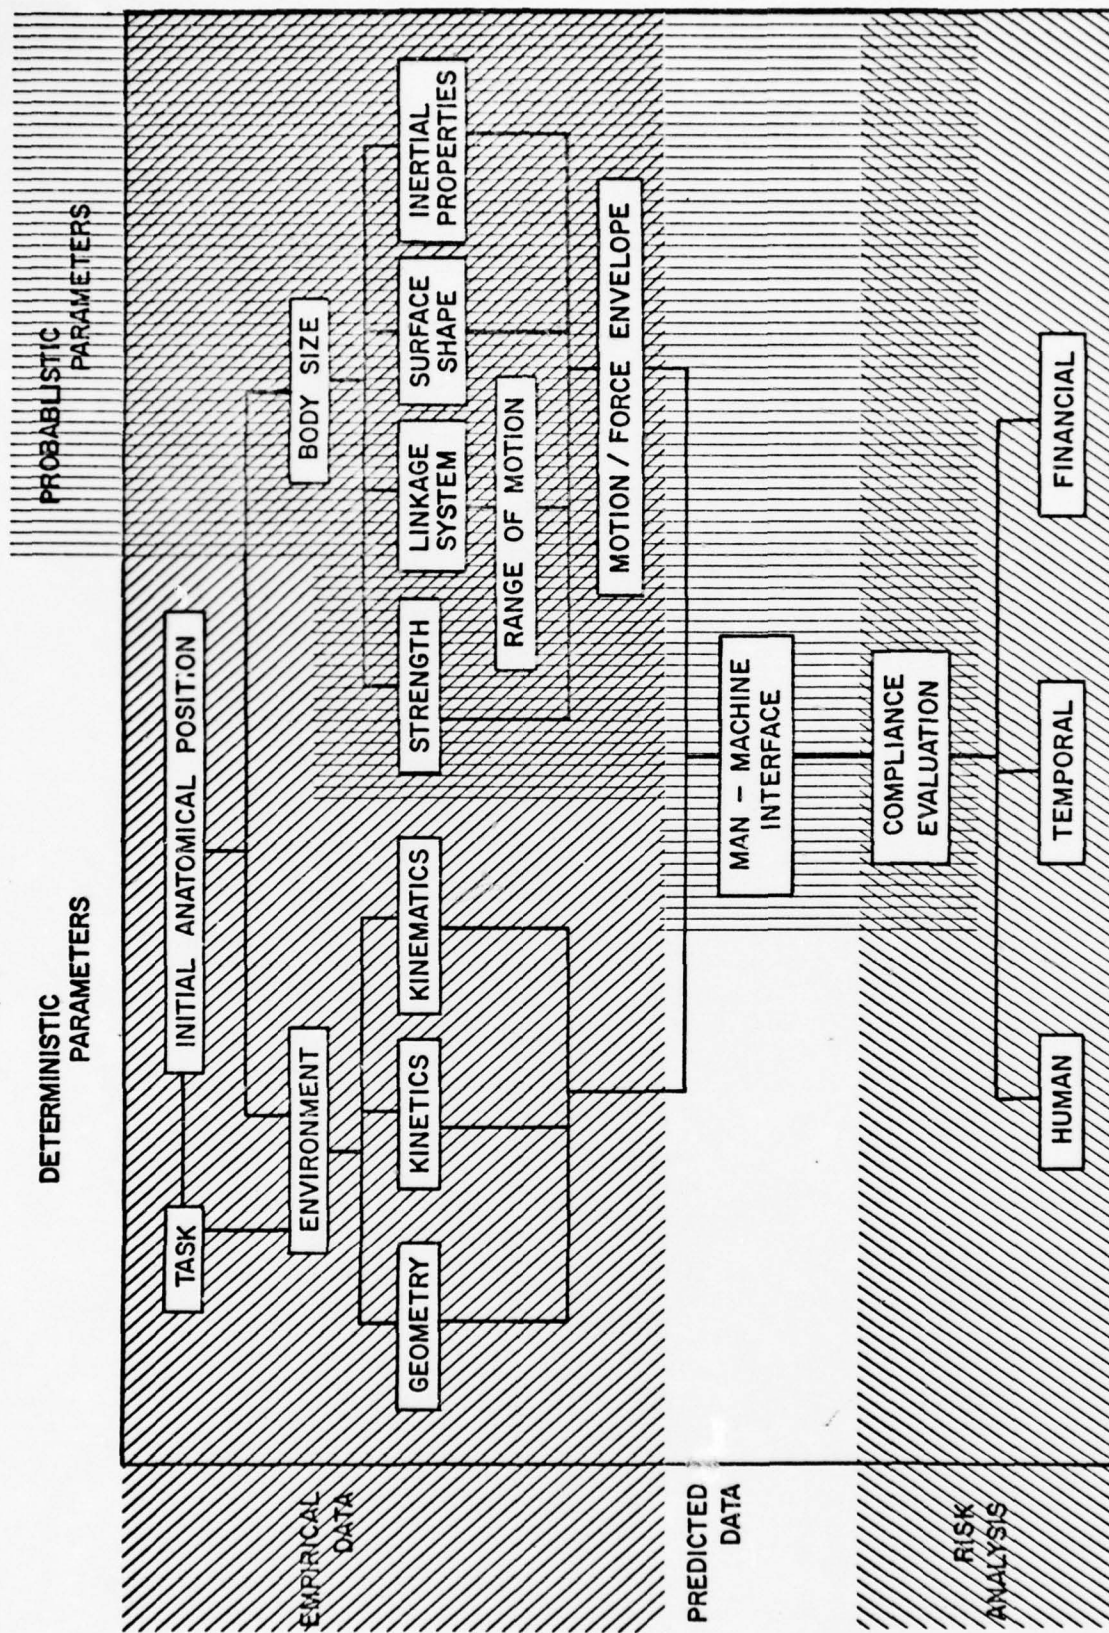 DETERMINISTIC
PARAMETERS
PROBABLISTIC
PARAMETERS
EMPIRICAL
DATA
TASK
INITIAL ANATOMICAL POSITION
ENVIRONMENT
BODY SIZE
GEOMETRY
KINETICS
KINEMATICS
STRENGTH
LINKAGE
SYSTEM
SURFACE
SHAPE
INERTIAL
PROPERTIES
RANGE OF MOTION
MOTION / FORCE ENVELOPE
PREDICTED
DATA
MAN – MACHINE
INTERFACE
RISK
ANALYSIS
COMPLIANCE
EVALUATION
HUMAN
TEMPORAL
FINANCIAL